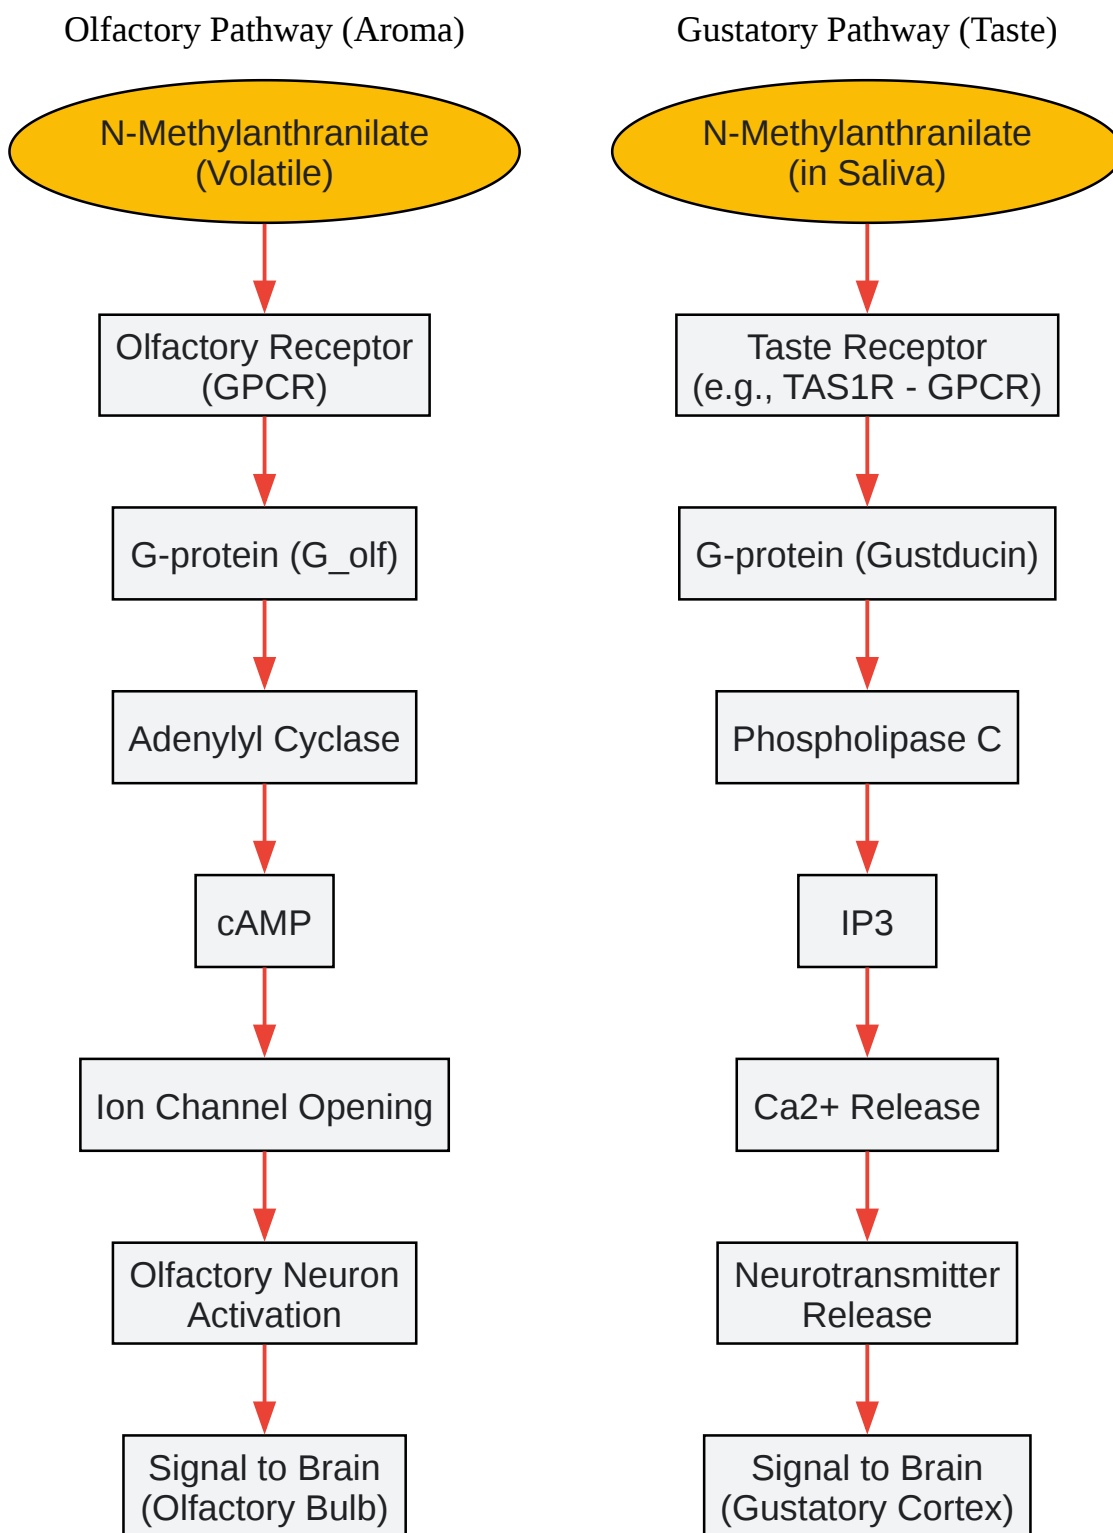 Olfactory Pathway (Aroma)
N-Methylanthranilate
(Volatile)
Olfactory Receptor
(GPCR)
G-protein (G_olf)
Adenylyl Cyclase
cAMP
Ion Channel Opening
Olfactory Neuron
Activation
Signal to Brain
(Olfactory Bulb)
Gustatory Pathway (Taste)
N-Methylanthranilate
(in Saliva)
Taste Receptor
(e.g., TAS1R - GPCR)
G-protein (Gustducin)
Phospholipase C
IP3
Ca2+ Release
Neurotransmitter
Release
Signal to Brain
(Gustatory Cortex)